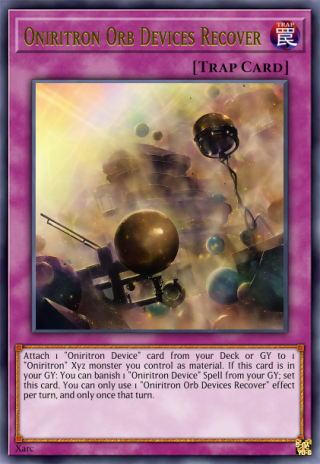 Oniritron Orb Devices Recover
TRAP
罠
[Trap Card]
Attach 1 "Oniritron Device" card from your Deck or GY to 1
"Oniritron" Xyz monster you control as material. If this card is in
your GY: You can banish 1 "Oniritron Device" Spell from your GY; set
this card. You can only use 1 "Oniritron Orb Devices Recover" effect
per turn, and only once that turn.
Xarc